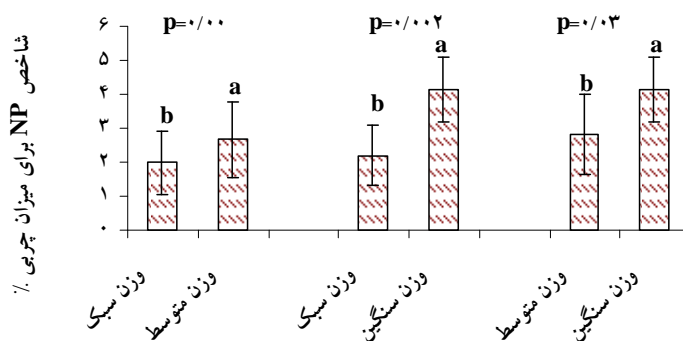 شاخص NP برای میزان چربی %
۶
۵
۴
۳
۲
۱
۰
p=۰/۰۰
p=۰/۰۰۲
p=۰/۰۳
b
a
b
a
b
a
وزن سبک
وزن متوسط
وزن سبک
وزن سنگین
وزن متوسط
وزن سنگین